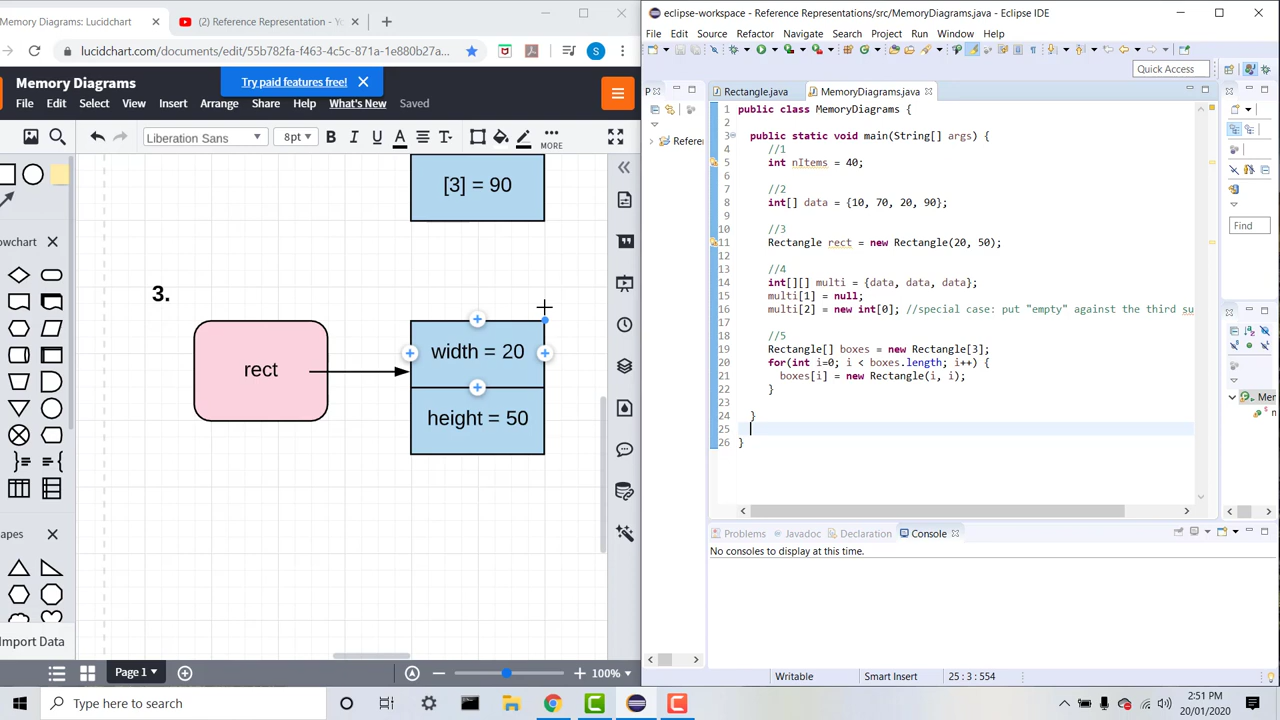 Memory Diagrams: Lucidchart
(2) Reference Representation - Yo
lucidchart.com/documents/edit/55b782fa-f463-4c5c-871a-1e880b27a...
S
Memory Diagrams
Try paid features free!
File Edit Select View Insert Arrange Share Help What's New Saved
Liberation Sans
8pt
B I U A T
MORE
lowchart
apes
Import Data
[3] = 90
3.
rect
width = 20
height = 50
Page 1
100%
eclipse-workspace - Reference Representations/src/MemoryDiagrams.java - Eclipse IDE
File Edit Source Refactor Navigate Search Project Run Window Help
Quick Access
P
Referen
Rectangle.java
MemoryDiagrams.java
1 public class MemoryDiagrams {
2
3 public static void main(String[] args) {
4 //1
5 int nItems = 40;
6
7 //2
8 int[] data = {10, 70, 20, 90};
9
10 //3
11 Rectangle rect = new Rectangle(20, 50);
12
13 //4
14 int[][] multi = {data, data, data};
15 multi[1] = null;
16 multi[2] = new int[0]; //special case: put "empty" against the third su
17
18 //5
19 Rectangle[] boxes = new Rectangle[3];
20 for(int i=0; i < boxes.length; i++) {
21 boxes[i] = new Rectangle(i, i);
22 }
23
24 }
25
26 }
Find
Mer
Problems Javadoc Declaration Console
No consoles to display at this time.
Writable
Smart Insert
25 : 3 : 554
Type here to search
2:51 PM
20/01/2020